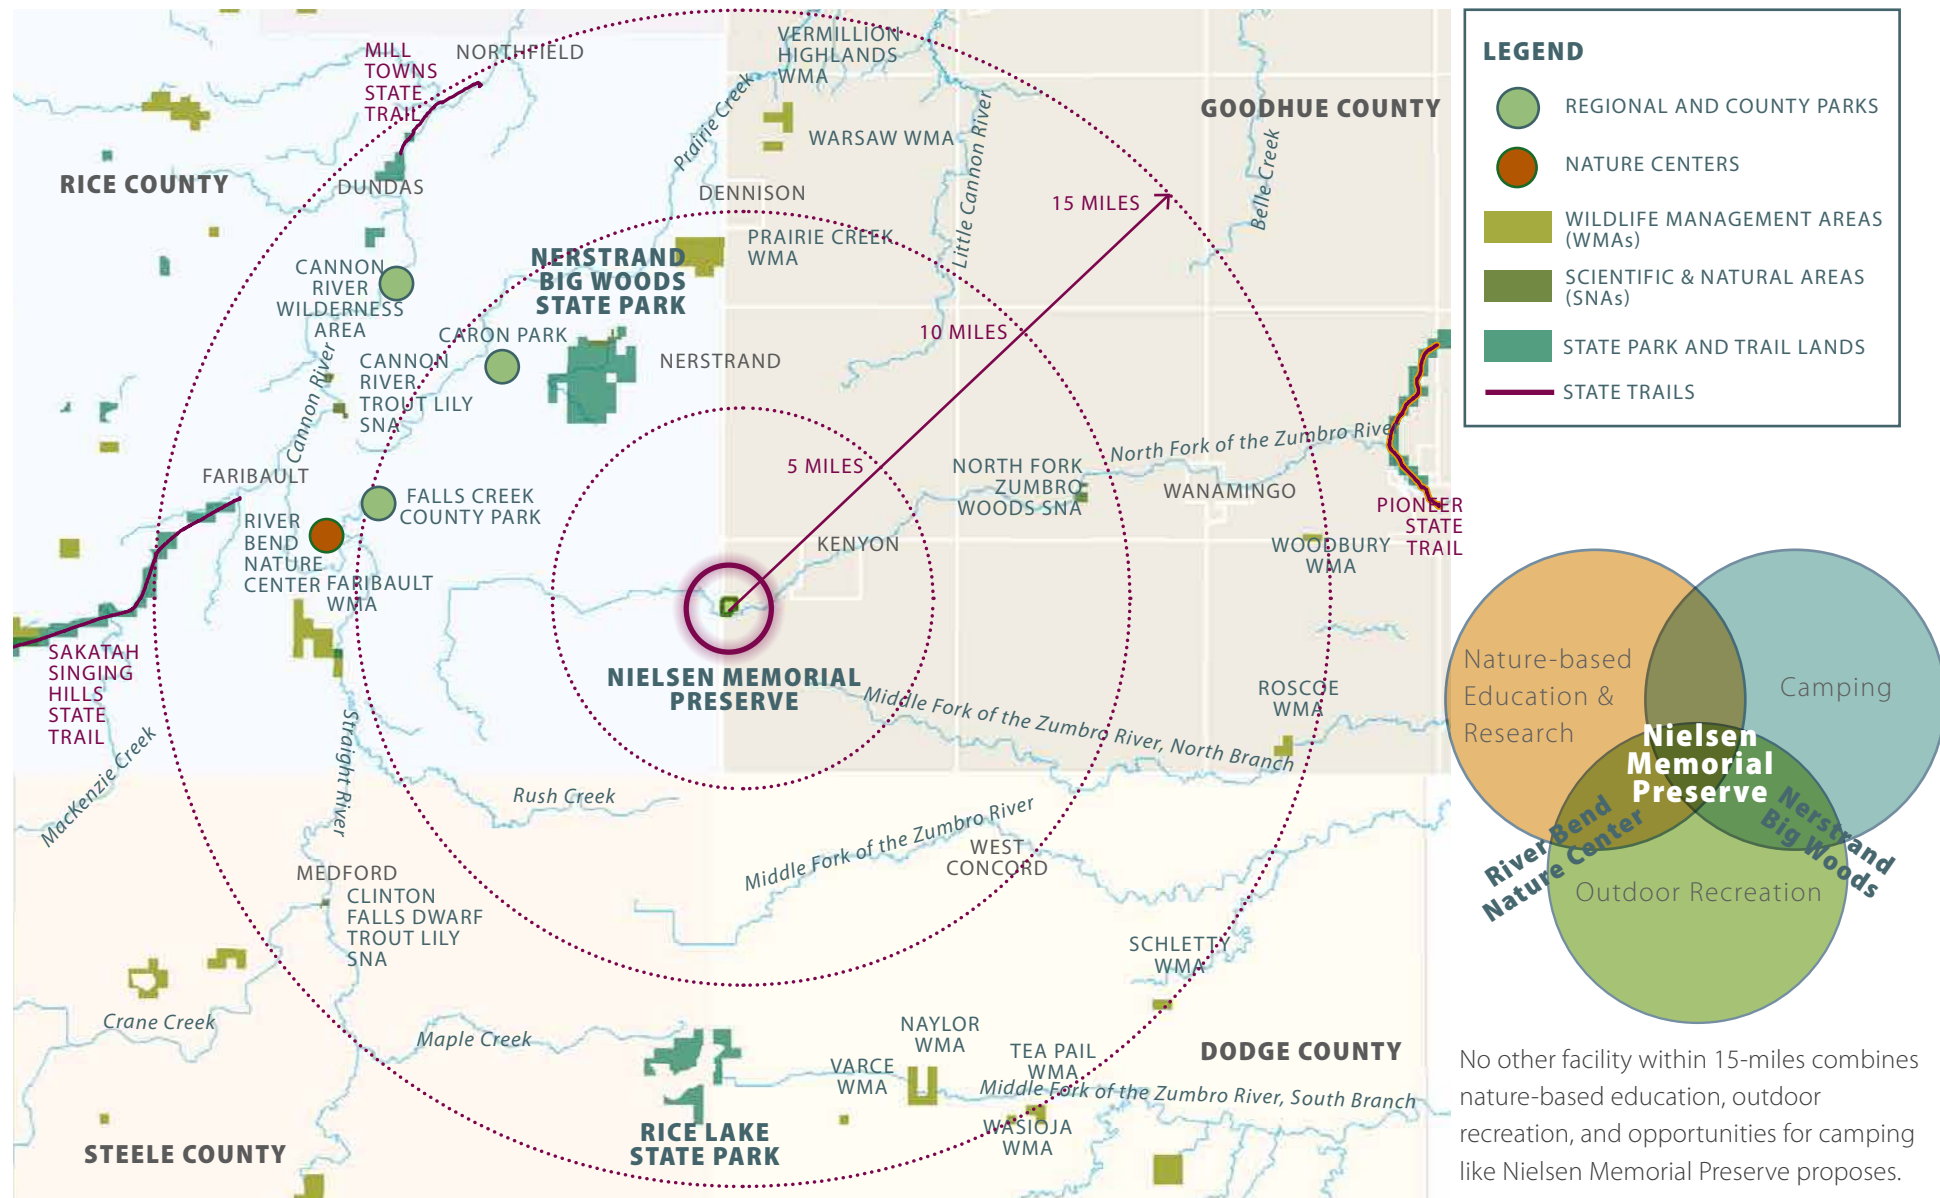 MILL
TOWNS
STATE
TRAIL
NORTHFIELD
VERMILLION
HIGHLANDS
WMA
Prairie Creek
WARSAW WMA
Little Cannon River
GOODHUE COUNTY
Belle Creek
RICE COUNTY
DUNDAS
DENNISON
15 MILES
PRAIRIE CREEK
WMA
NERSTRAND
BIG WOODS
STATE PARK
CANNON
RIVER
WILDERNESS
AREA
CARON PARK
10 MILES
CANNON
RIVER
TROUT LILY
SNA
NERSTRAND
Cannon River
FARIBAULT
5 MILES
NORTH FORK
ZUMBRO
WOODS SNA
North Fork of the Zumbro River
WANAMINGO
FALLS CREEK
COUNTY PARK
PIONEER
STATE
TRAIL
RIVER
BEND
NATURE
CENTER
KENYON
WOODBURY
WMA
FARIBAULT
WMA
SAKATAH
SINGING
HILLS
STATE
TRAIL
NIELSEN MEMORIAL
PRESERVE
Middle Fork of the Zumbro River, North Branch
ROSCOE
WMA
MacKenzie Creek
Straight River
Rush Creek
Middle Fork of the Zumbro River
WEST
CONCORD
MEDFORD
CLINTON
FALLS DWARF
TROUT LILY
SNA
SCHLETTY
WMA
Crane Creek
Maple Creek
NAYLOR
WMA
TEA PAIL
WMA
VARCE
WMA
DODGE COUNTY
Middle Fork of the Zumbro River, South Branch
WASIOJA
WMA
RICE LAKE
STATE PARK
STEELE COUNTY
LEGEND
REGIONAL AND COUNTY PARKS
NATURE CENTERS
WILDLIFE MANAGEMENT AREAS
(WMAs)
SCIENTIFIC & NATURAL AREAS
(SNAs)
STATE PARK AND TRAIL LANDS
STATE TRAILS
Nature-based
Education &
Research
Camping
Nielsen
Memorial
Preserve
River Bend
Nature Center
Nerstrand
Big Woods
Outdoor Recreation
No other facility within 15-miles combines
nature-based education, outdoor
recreation, and opportunities for camping
like Nielsen Memorial Preserve proposes.